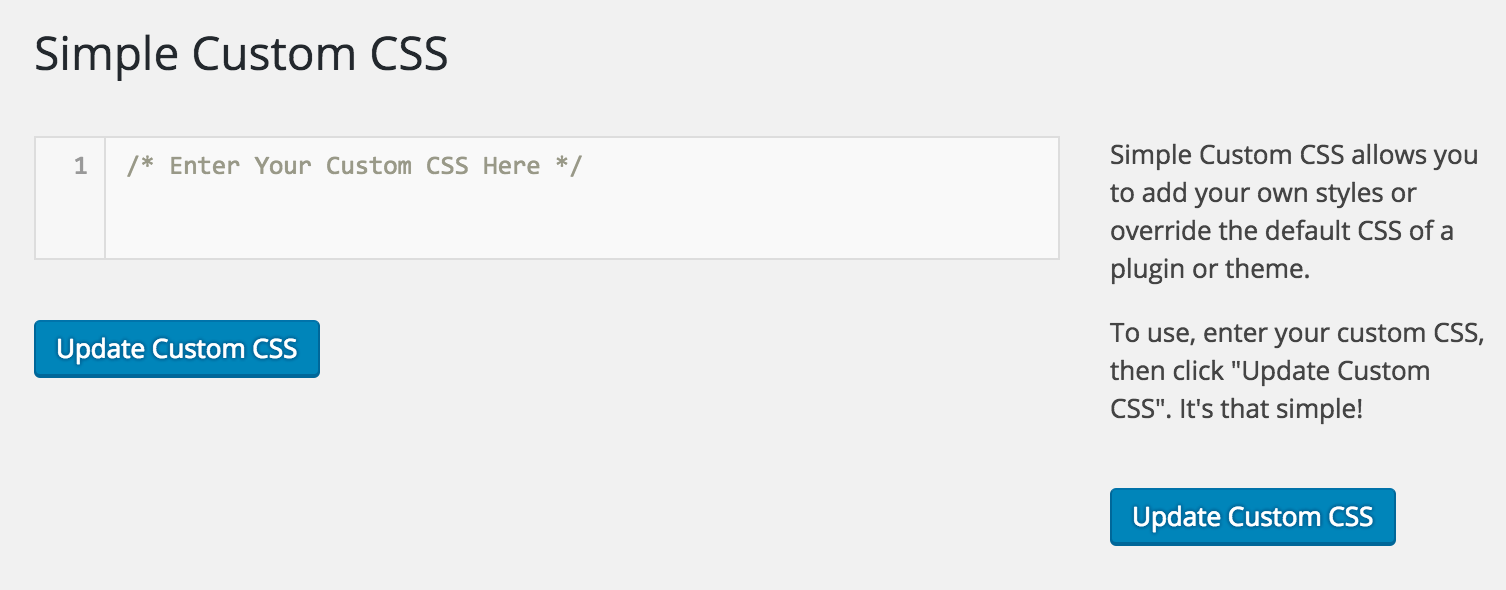 Simple Custom CSS
1 /* Enter Your Custom CSS Here */
Update Custom CSS
Simple Custom CSS allows you
to add your own styles or
override the default CSS of a
plugin or theme.
To use, enter your custom CSS,
then click "Update Custom
CSS". It's that simple!
Update Custom CSS